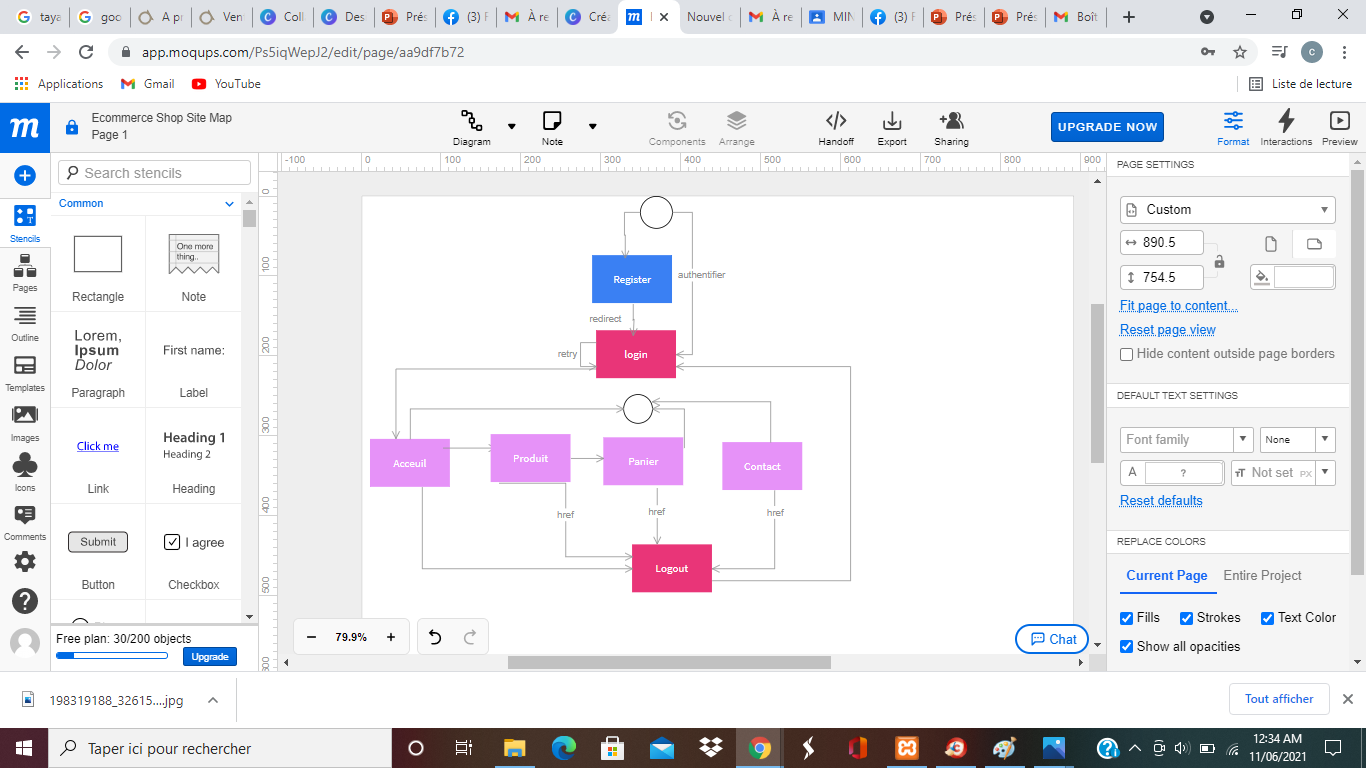 taya
goo
A p
Ven
Coll
Des
Prés
(3) F
À re
Créa
Nouvel
À re
MIN
(3) F
Prés
Prés
Boît
app.moqups.com/Ps5iqWepJ2/edit/page/aa9df7b72
c
Applications
Gmail
YouTube
Liste de lecture
m
Ecommerce Shop Site Map
Page 1
Diagram
Note
Components
Arrange
Handoff
Export
Sharing
UPGRADE NOW
Format
Interactions
Preview
Stencils
Pages
Outline
Templates
Images
Icons
Comments
Search stencils
Common
Rectangle
One more
thing..
Note
Lorem,
Ipsum
Dolor
Paragraph
First name:
Label
Click me
Link
Heading 1
Heading 2
Heading
Submit
Button
I agree
Checkbox
Free plan: 30/200 objects
Upgrade
-100
0
100
200
300
400
500
600
700
800
900
0
100
200
300
400
500
600
Register
authentifier
redirect
login
retry
Acceuil
Produit
Panier
Contact
href
href
href
Logout
79.9%
Chat
PAGE SETTINGS
Custom
890.5
754.5
Fit page to content...
Reset page view
Hide content outside page borders
DEFAULT TEXT SETTINGS
Font family
None
A
?
Not set PX
Reset defaults
REPLACE COLORS
Current Page
Entire Project
Fills
Strokes
Text Color
Show all opacities
198319188_32615....jpg
Tout afficher
Taper ici pour rechercher
12:34 AM
11/06/2021